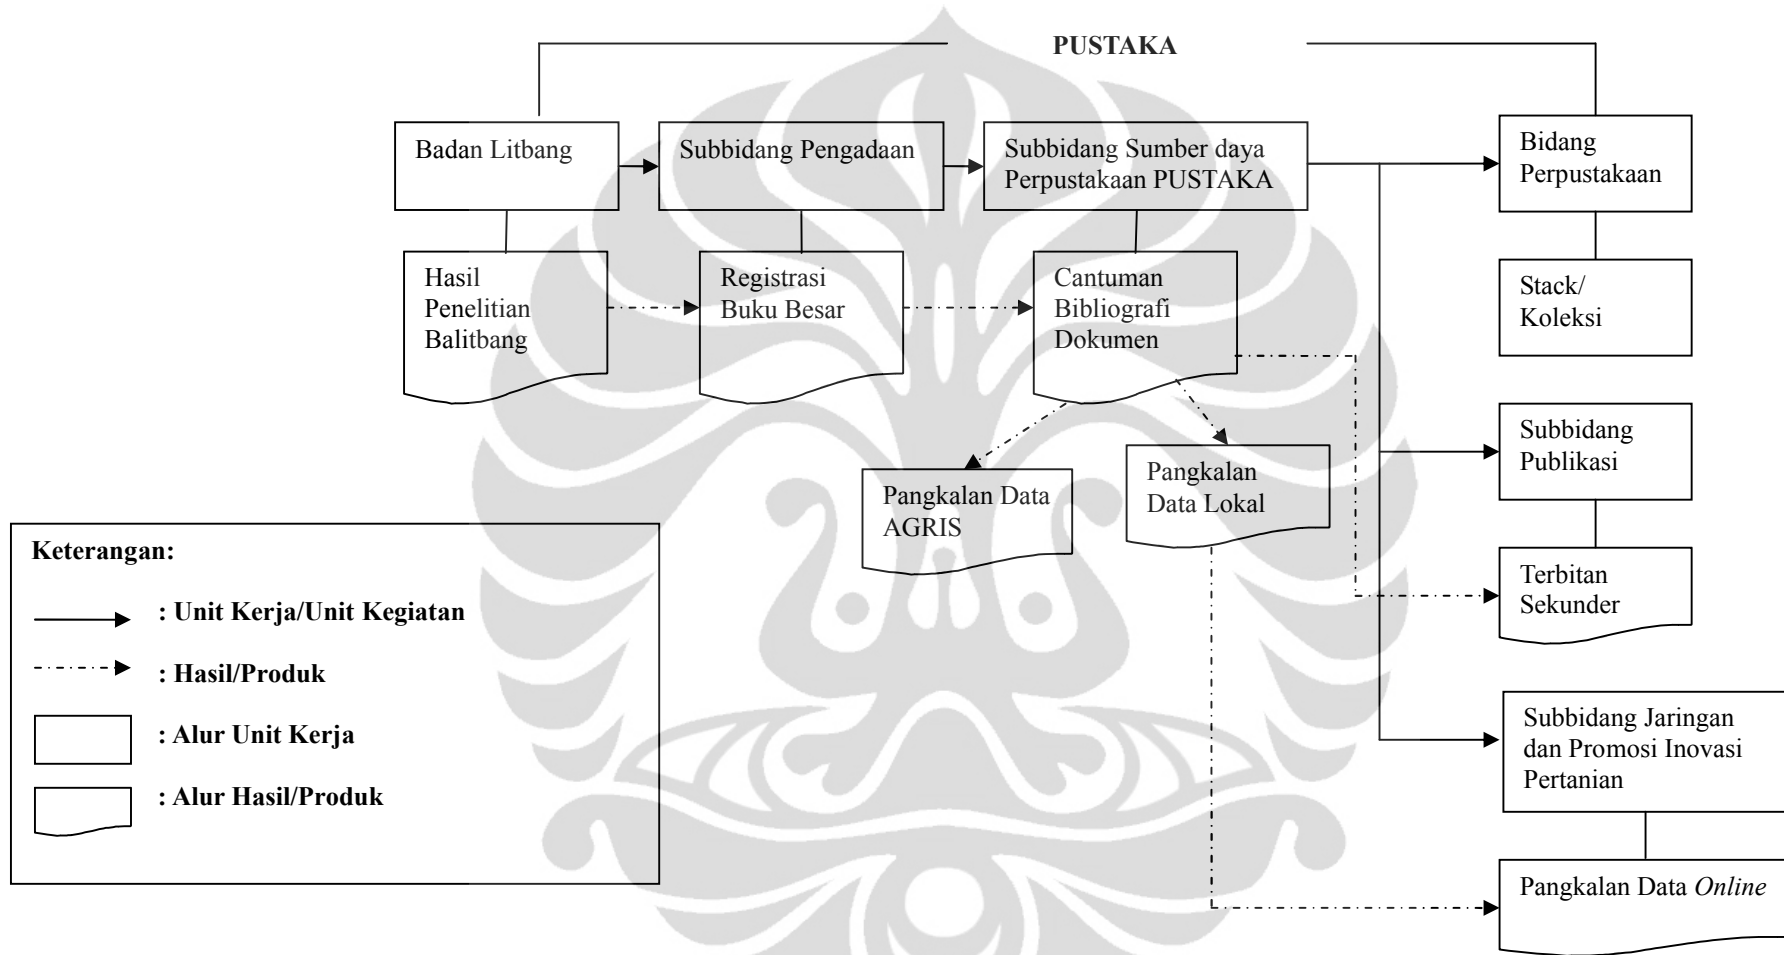 PUSTAKA
Badan Litbang
Subbidang Pengadaan
Subbidang Sumber daya
Perpustakaan PUSTAKA
Bidang
Perpustakaan
Hasil
Penelitian
Balitbang
Registrasi
Buku Besar
Cantuman
Bibliografi
Dokumen
Stack/
Koleksi
Pangkalan Data
AGRIS
Pangkalan
Data Lokal
Subbidang
Publikasi
Terbitan
Sekunder
Subbidang Jaringan
dan Promosi Inovasi
Pertanian
Pangkalan Data Online
Keterangan:
: Unit Kerja/Unit Kegiatan
: Hasil/Produk
: Alur Unit Kerja
: Alur Hasil/Produk